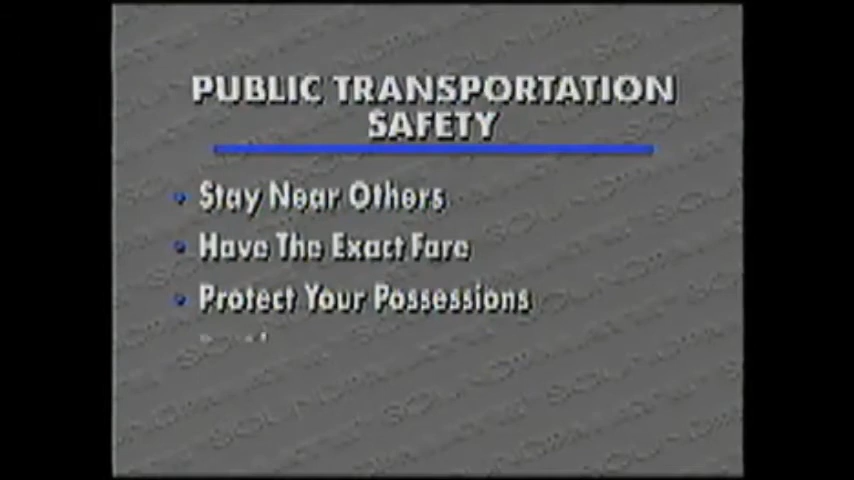 PUBLIC TRANSPORTATION
SAFETY
• Stay Near Others
• Have The Exact Fare
• Protect Your Possessions